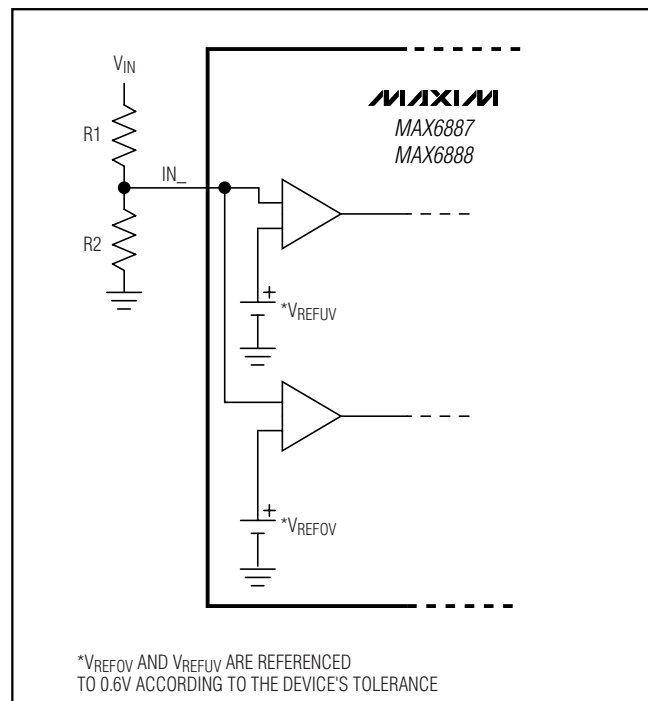 VIN
MAXIM
MAX6887
MAX6888
R1
IN_
R2
+
*VREFUV
+
*VREFOV
*VREFOV AND VREFUV ARE REFERENCED
TO 0.6V ACCORDING TO THE DEVICE'S TOLERANCE